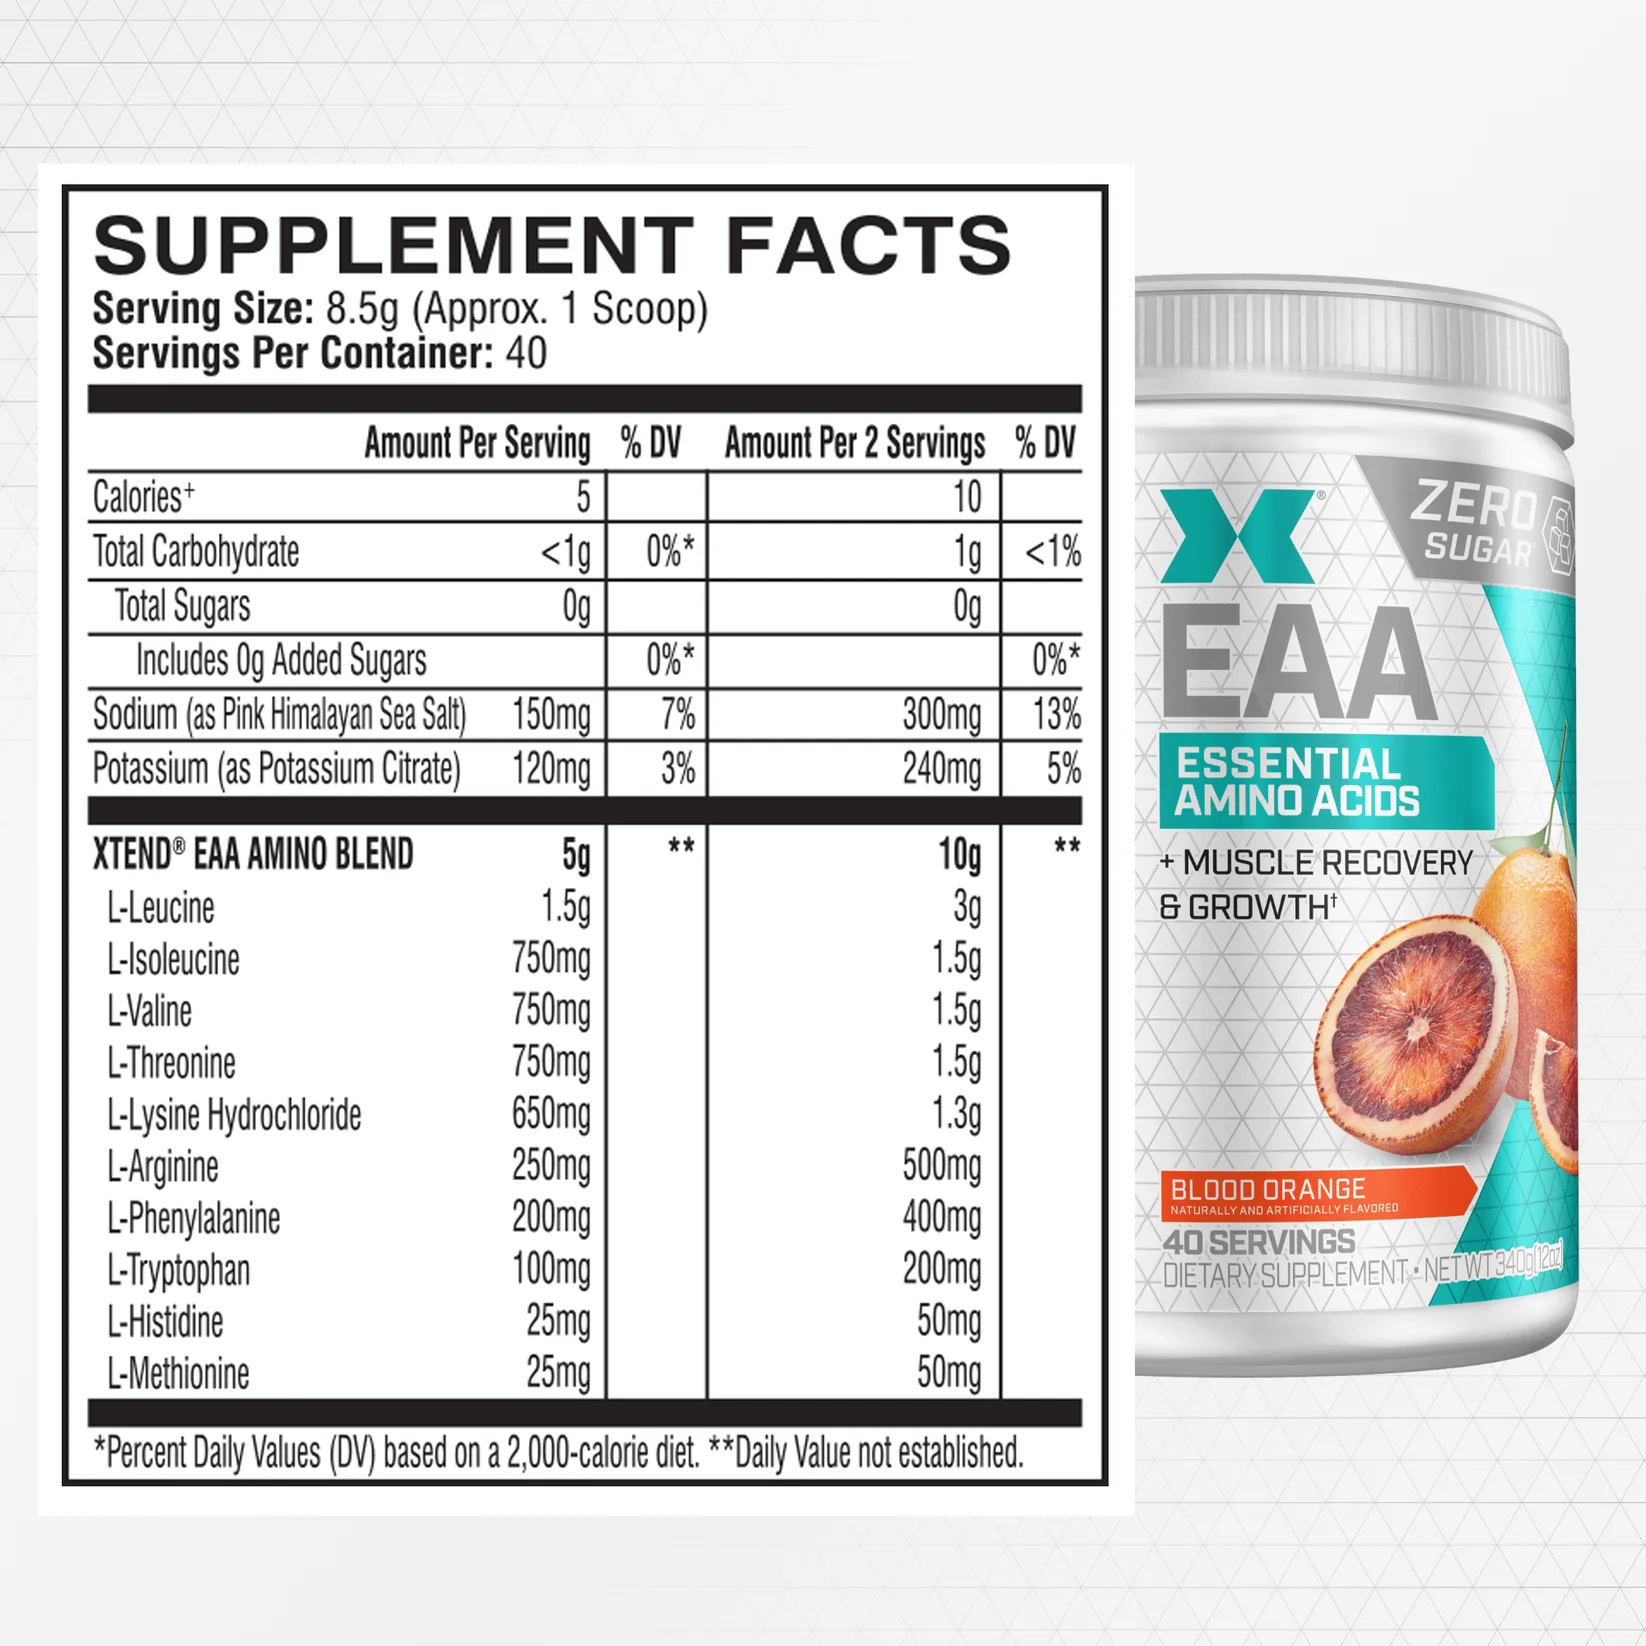 SUPPLEMENT FACTS
Serving Size: 8.5g (Approx. 1 Scoop)
Servings Per Container: 40
Amount Per Serving % DV Amount Per 2 Servings % DV
Calories+ 5 10
Total Carbohydrate <1g 0%* 1g <1%
Total Sugars 0g 0g
Includes 0g Added Sugars 0%* 0%*
Sodium (as Pink Himalayan Sea Salt) 150mg 7% 300mg 13%
Potassium (as Potassium Citrate) 120mg 3% 240mg 5%
XTEND® EAA AMINO BLEND 5g ** 10g **
L-Leucine 1.5g 3g
L-Isoleucine 750mg 1.5g
L-Valine 750mg 1.5g
L-Threonine 750mg 1.5g
L-Lysine Hydrochloride 650mg 1.3g
L-Arginine 250mg 500mg
L-Phenylalanine 200mg 400mg
L-Tryptophan 100mg 200mg
L-Histidine 25mg 50mg
L-Methionine 25mg 50mg
*Percent Daily Values (DV) based on a 2,000-calorie diet. **Daily Value not established.
X®
ZERO
SUGAR
EAA
ESSENTIAL
AMINO ACIDS
+ MUSCLE RECOVERY
& GROWTH†
BLOOD ORANGE
NATURALLY AND ARTIFICIALLY FLAVORED
40 SERVINGS
DIETARY SUPPLEMENT • NET WT 340g (12oz)